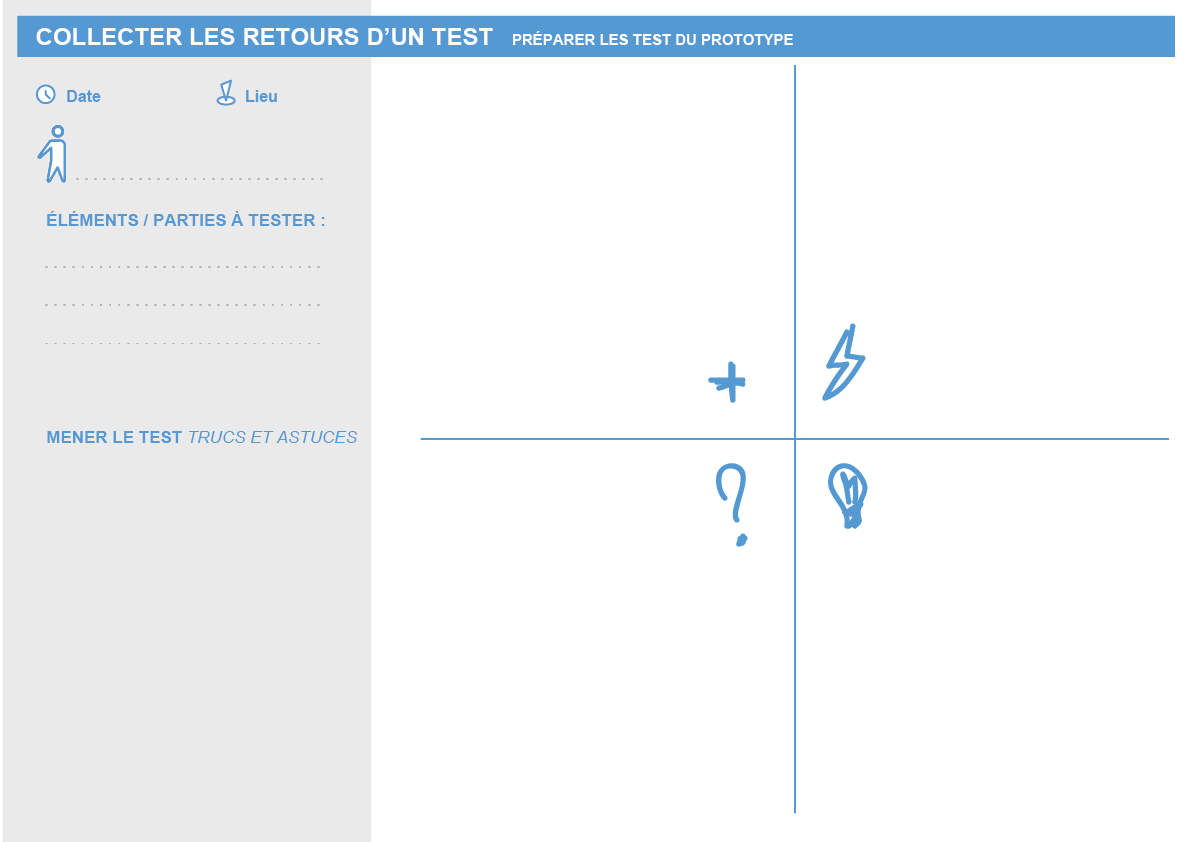 COLLECTER LES RETOURS D’UN TEST PRÉPARER LES TEST DU PROTOTYPE
Date Lieu
ÉLÉMENTS / PARTIES À TESTER :
MENER LE TEST TRUCS ET ASTUCES
+
?